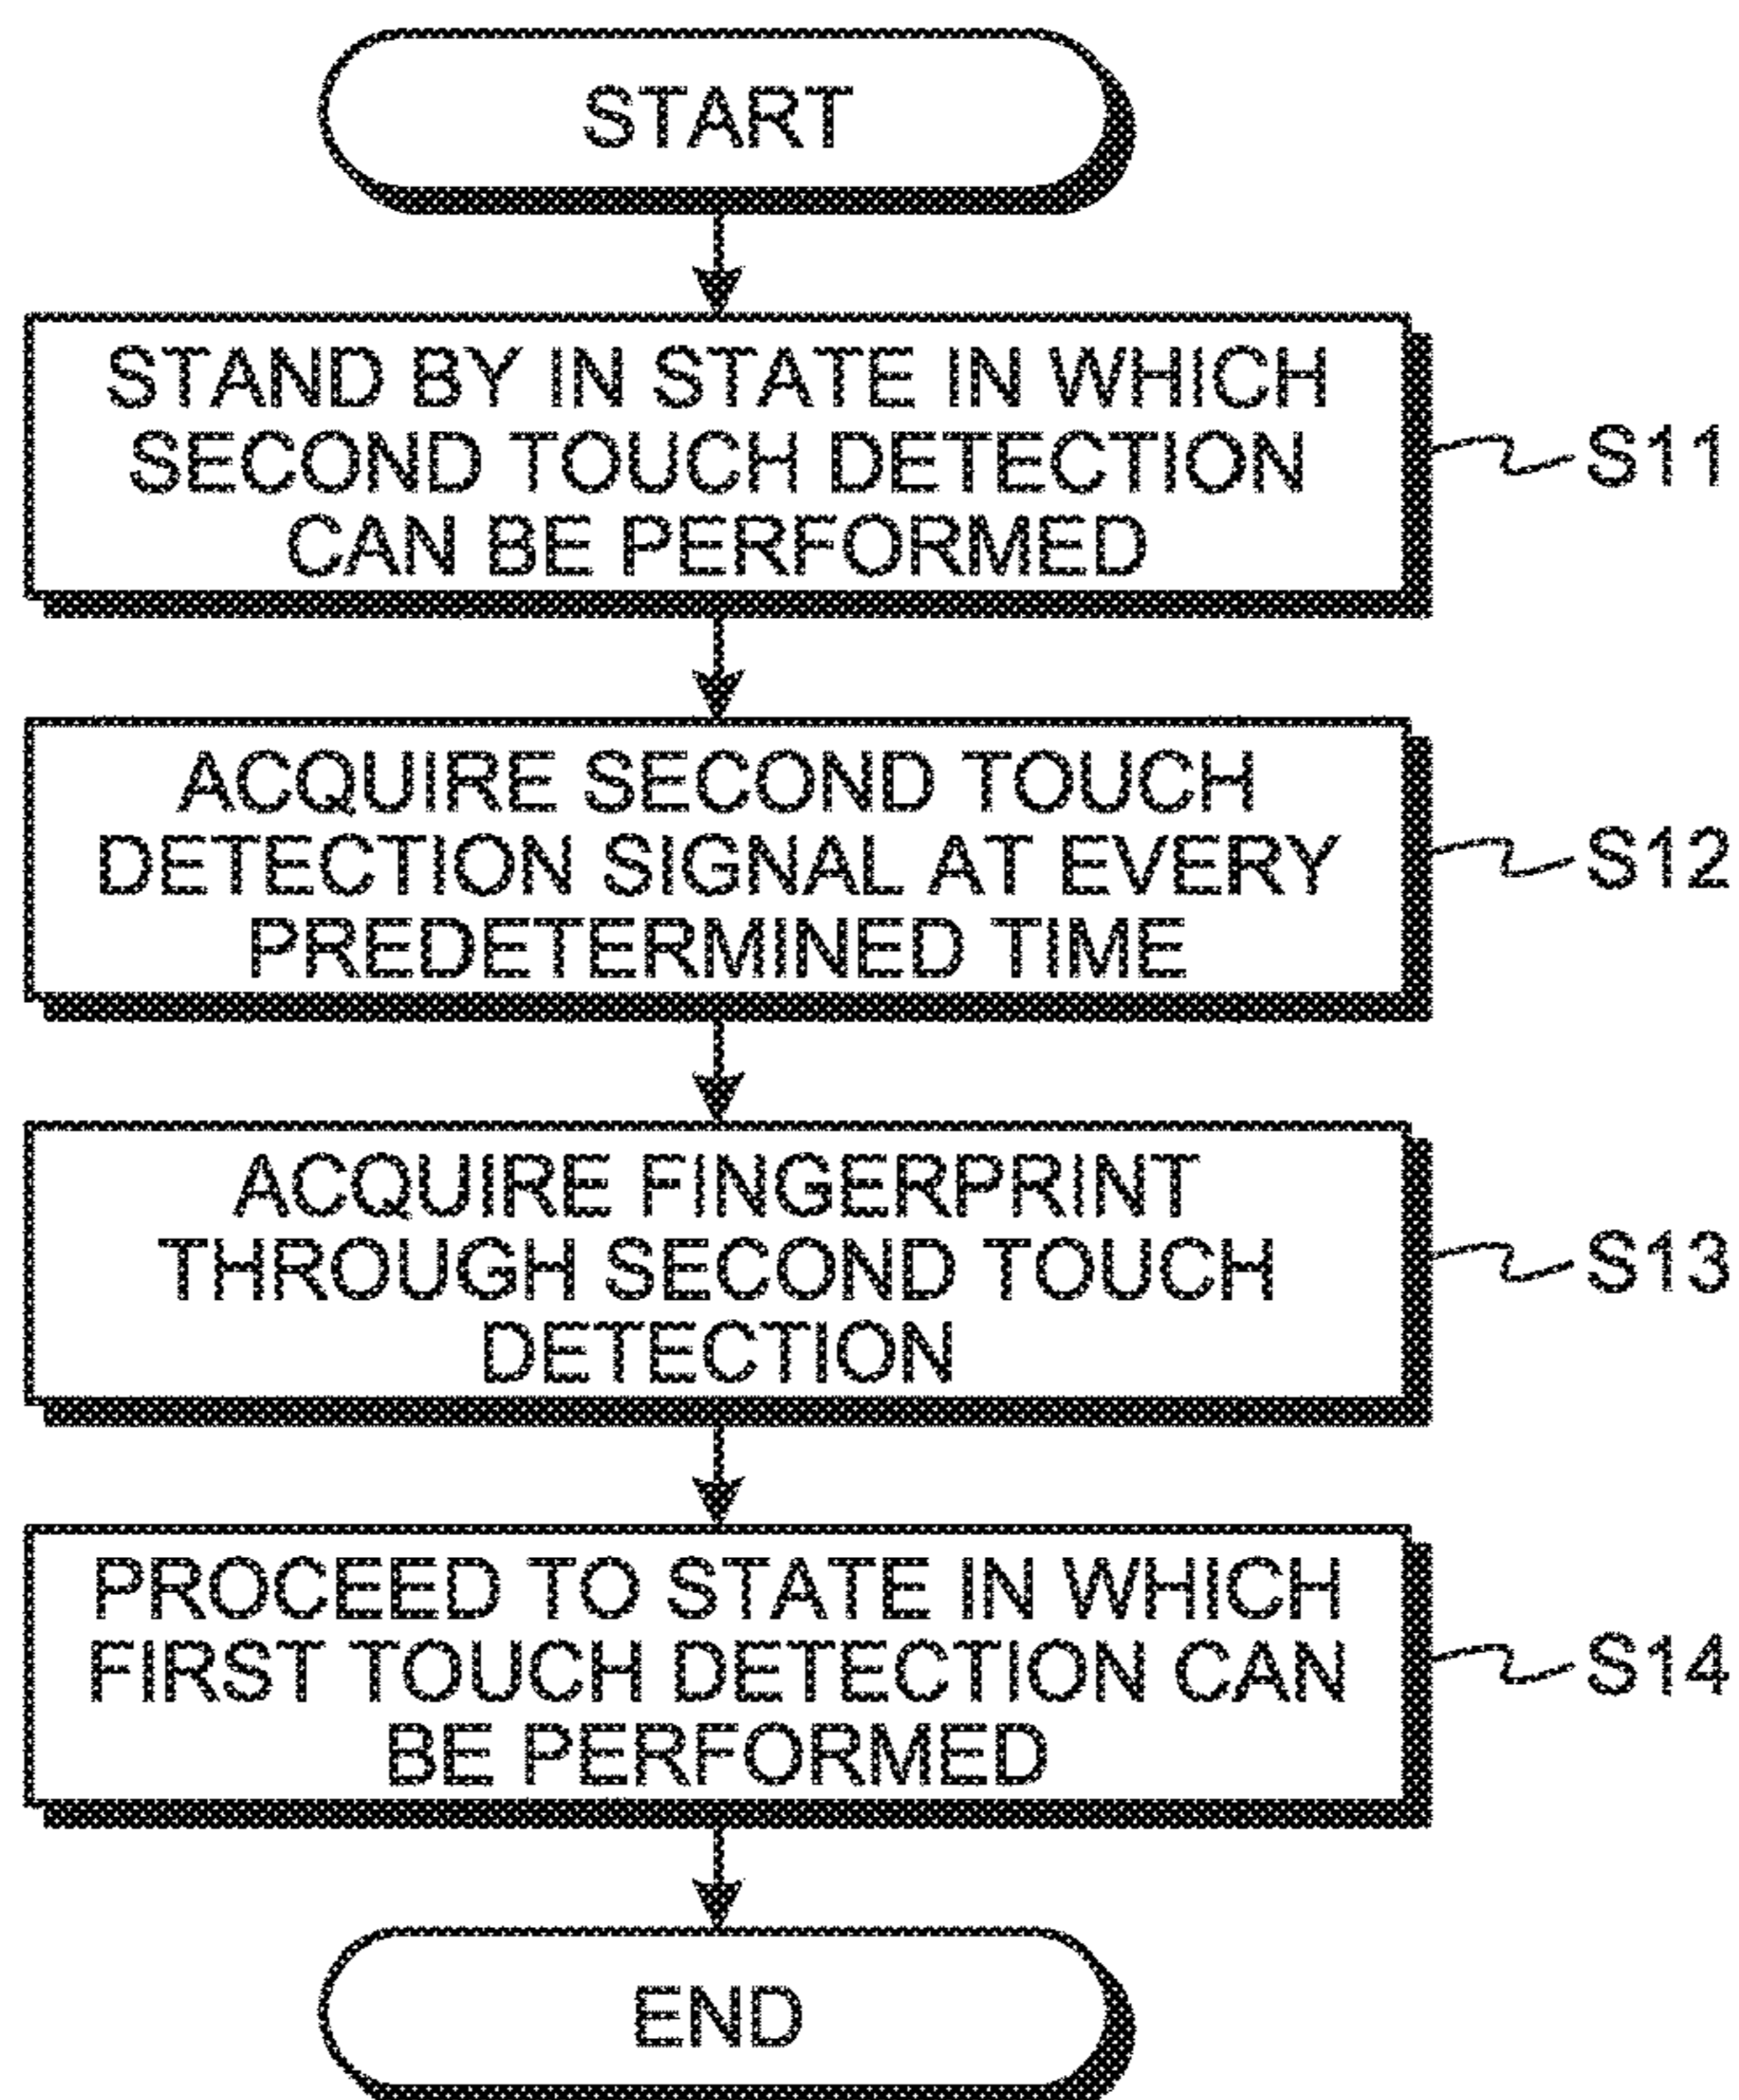 START
STAND BY IN STATE IN WHICH
SECOND TOUCH DETECTION
CAN BE PERFORMED
S11
ACQUIRE SECOND TOUCH
DETECTION SIGNAL AT EVERY
PREDETERMINED TIME
S12
ACQUIRE FINGERPRINT
THROUGH SECOND TOUCH
DETECTION
S13
PROCEED TO STATE IN WHICH
FIRST TOUCH DETECTION CAN
BE PERFORMED
S14
END